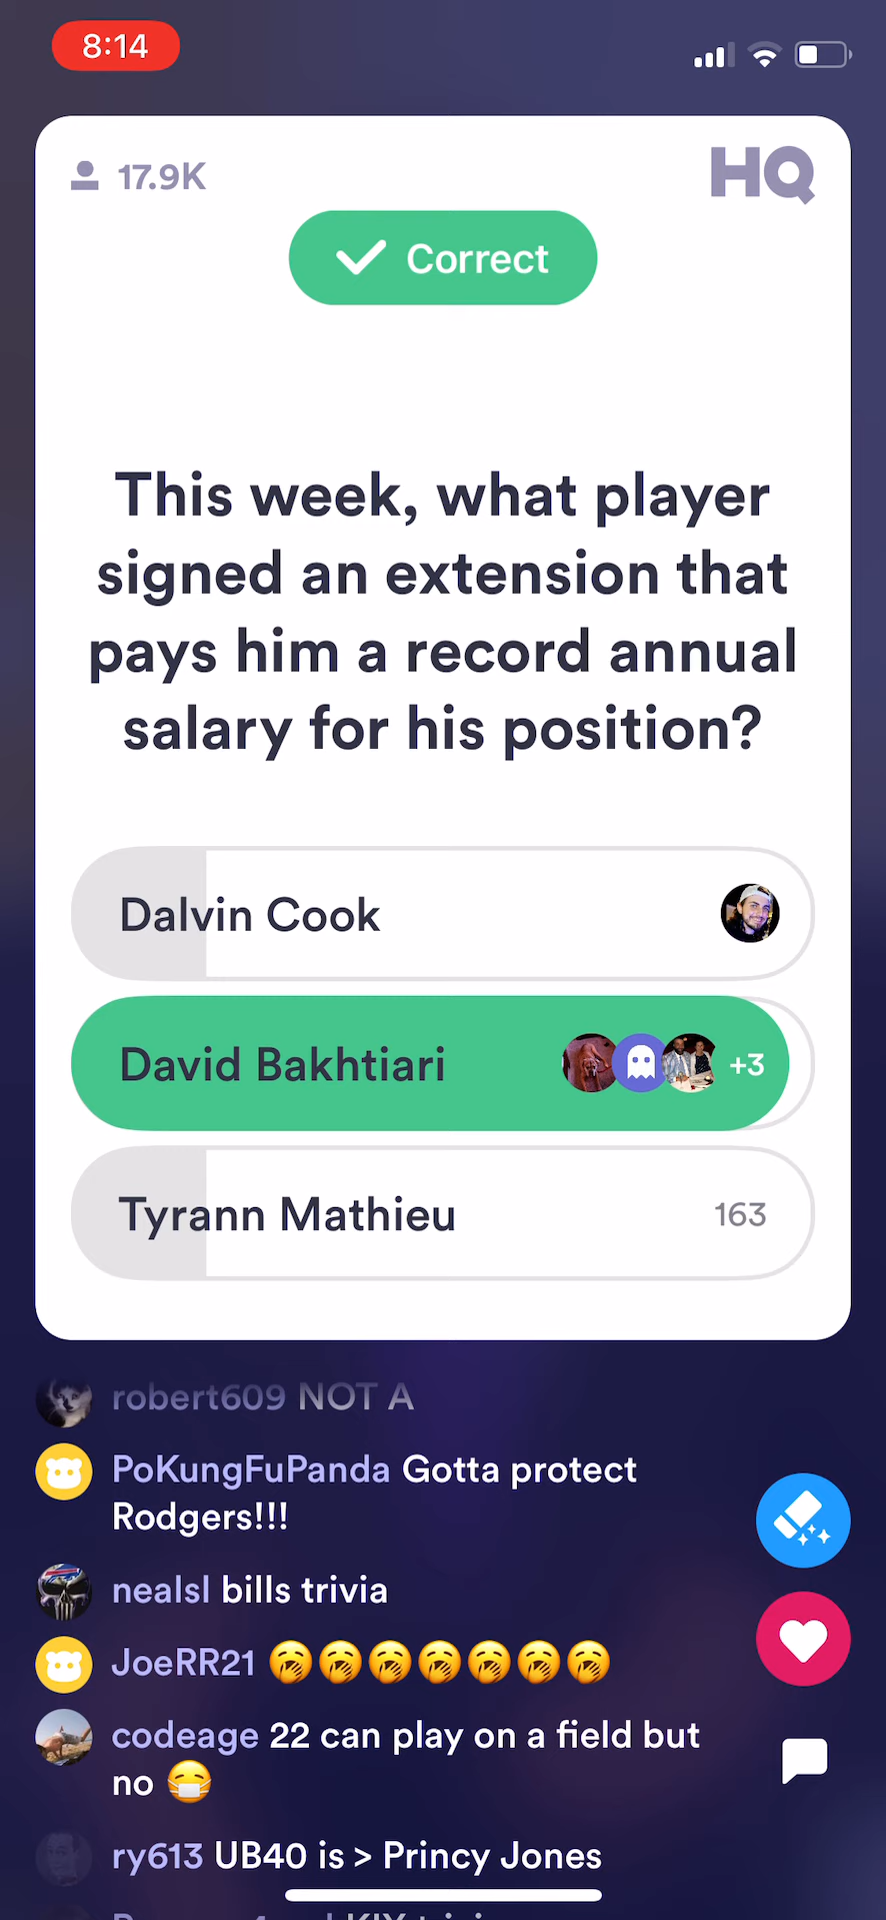 8:14
17.9K
HQ
Correct
This week, what player
signed an extension that
pays him a record annual
salary for his position?
Dalvin Cook
David Bakhtiari
+3
Tyrann Mathieu
163
robert609 NOT A
PoKungFuPanda Gotta protect
Rodgers!!!
nealsl bills trivia
JoeRR21 🥱🥱🥱🥱🥱🥱🥱
codeage 22 can play on a field but
no 😷
ry613 UB40 is > Princy Jones